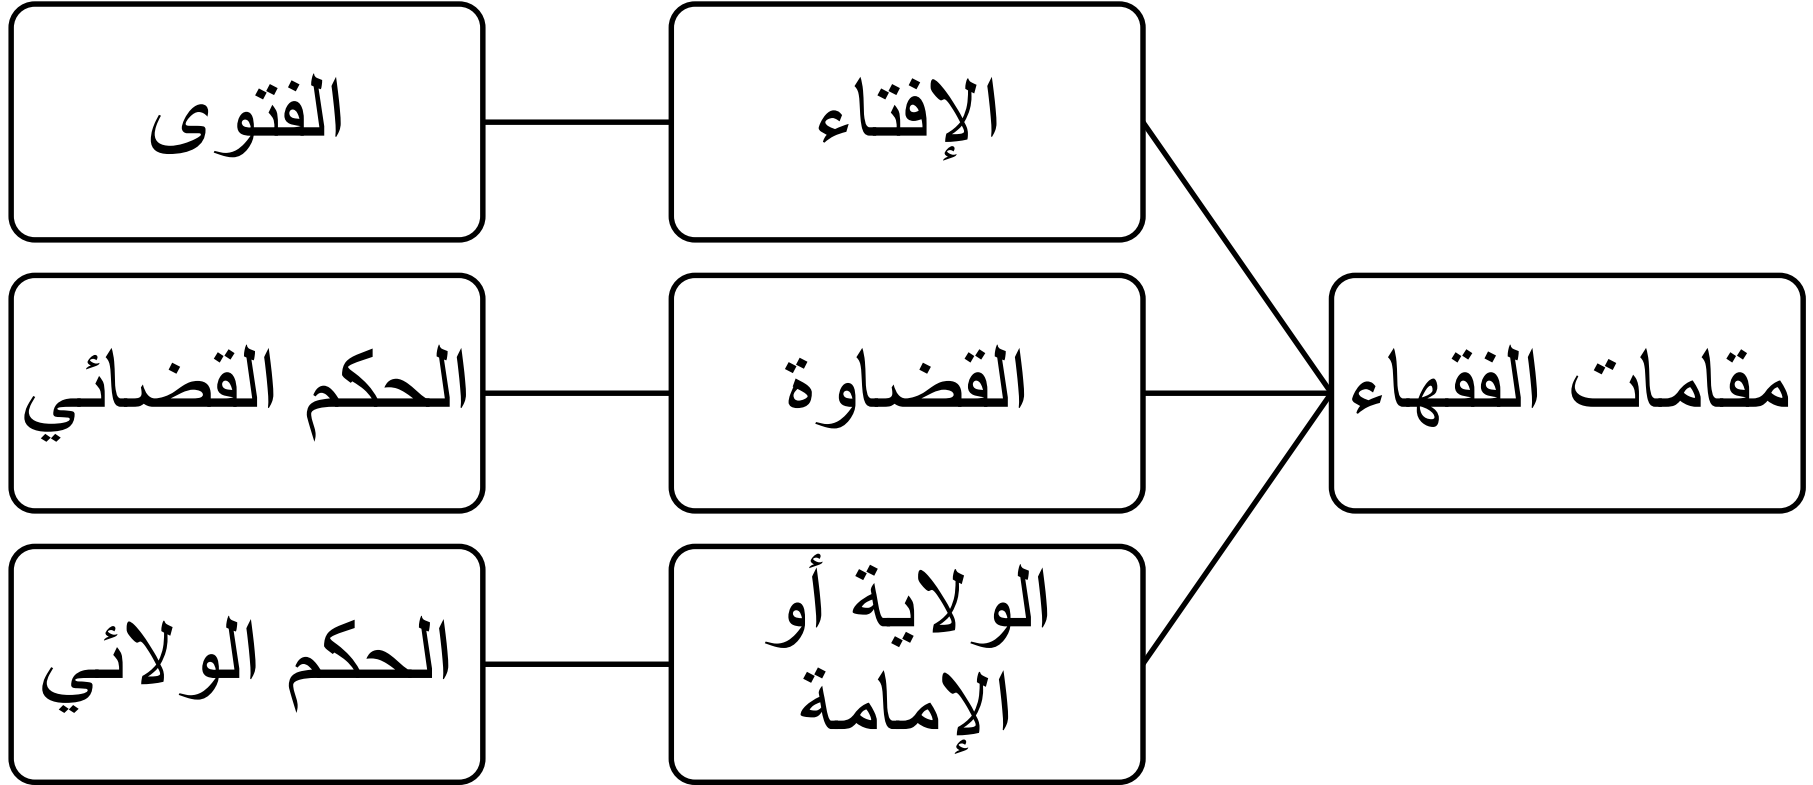 مقامات الفقهاء
الإفتاء
الفتوى
القضاوة
الحكم القضائي
الولاية أو
الإمامة
الحكم الولائي